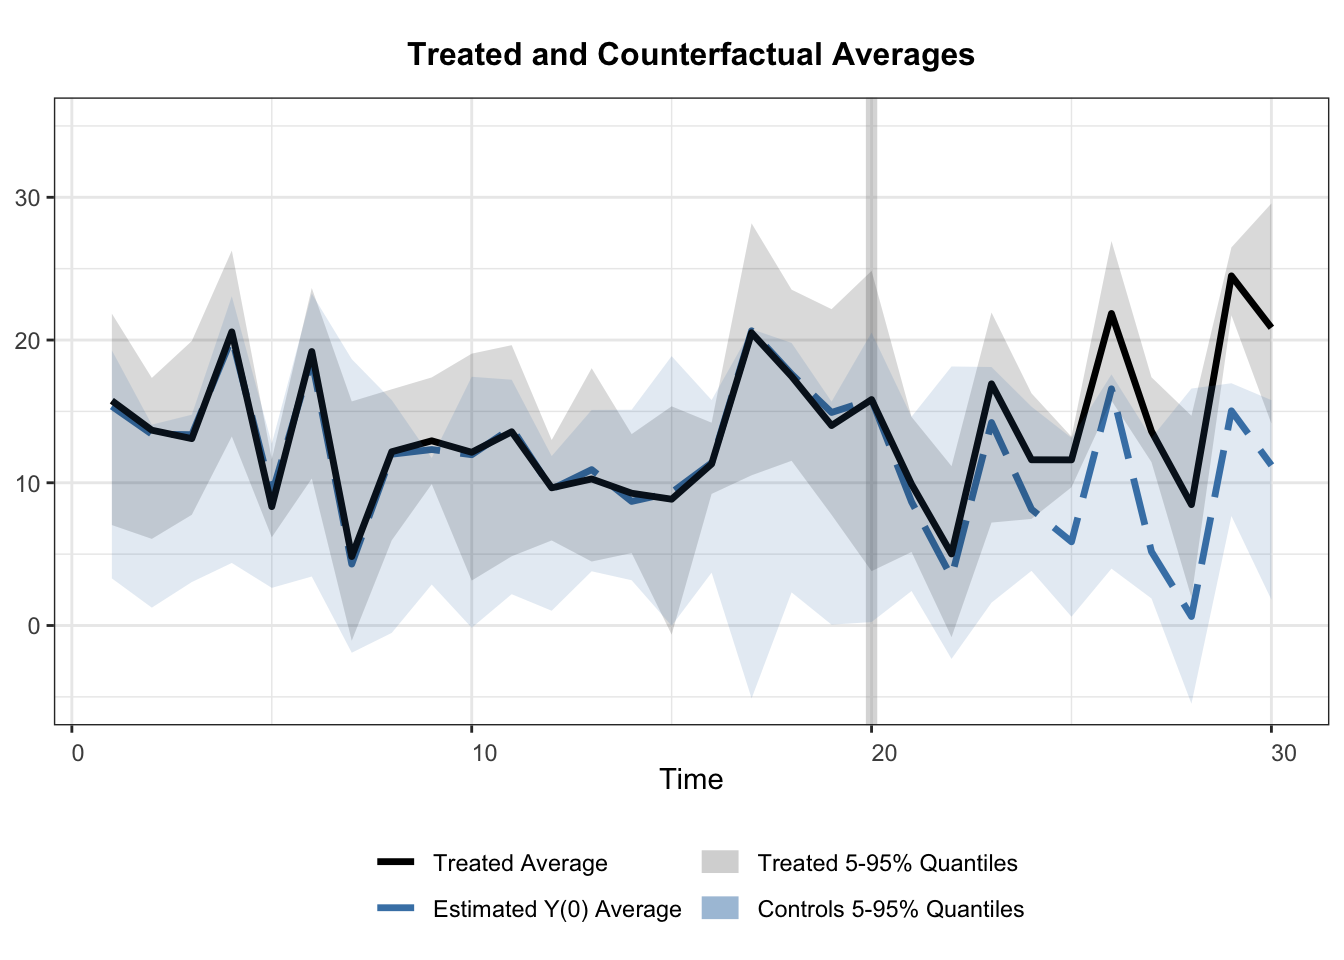 Treated and Counterfactual Averages
30
20
10
0
0 10 20 30
Time
Treated Average Treated 5-95% Quantiles
Estimated Y(0) Average Controls 5-95% Quantiles